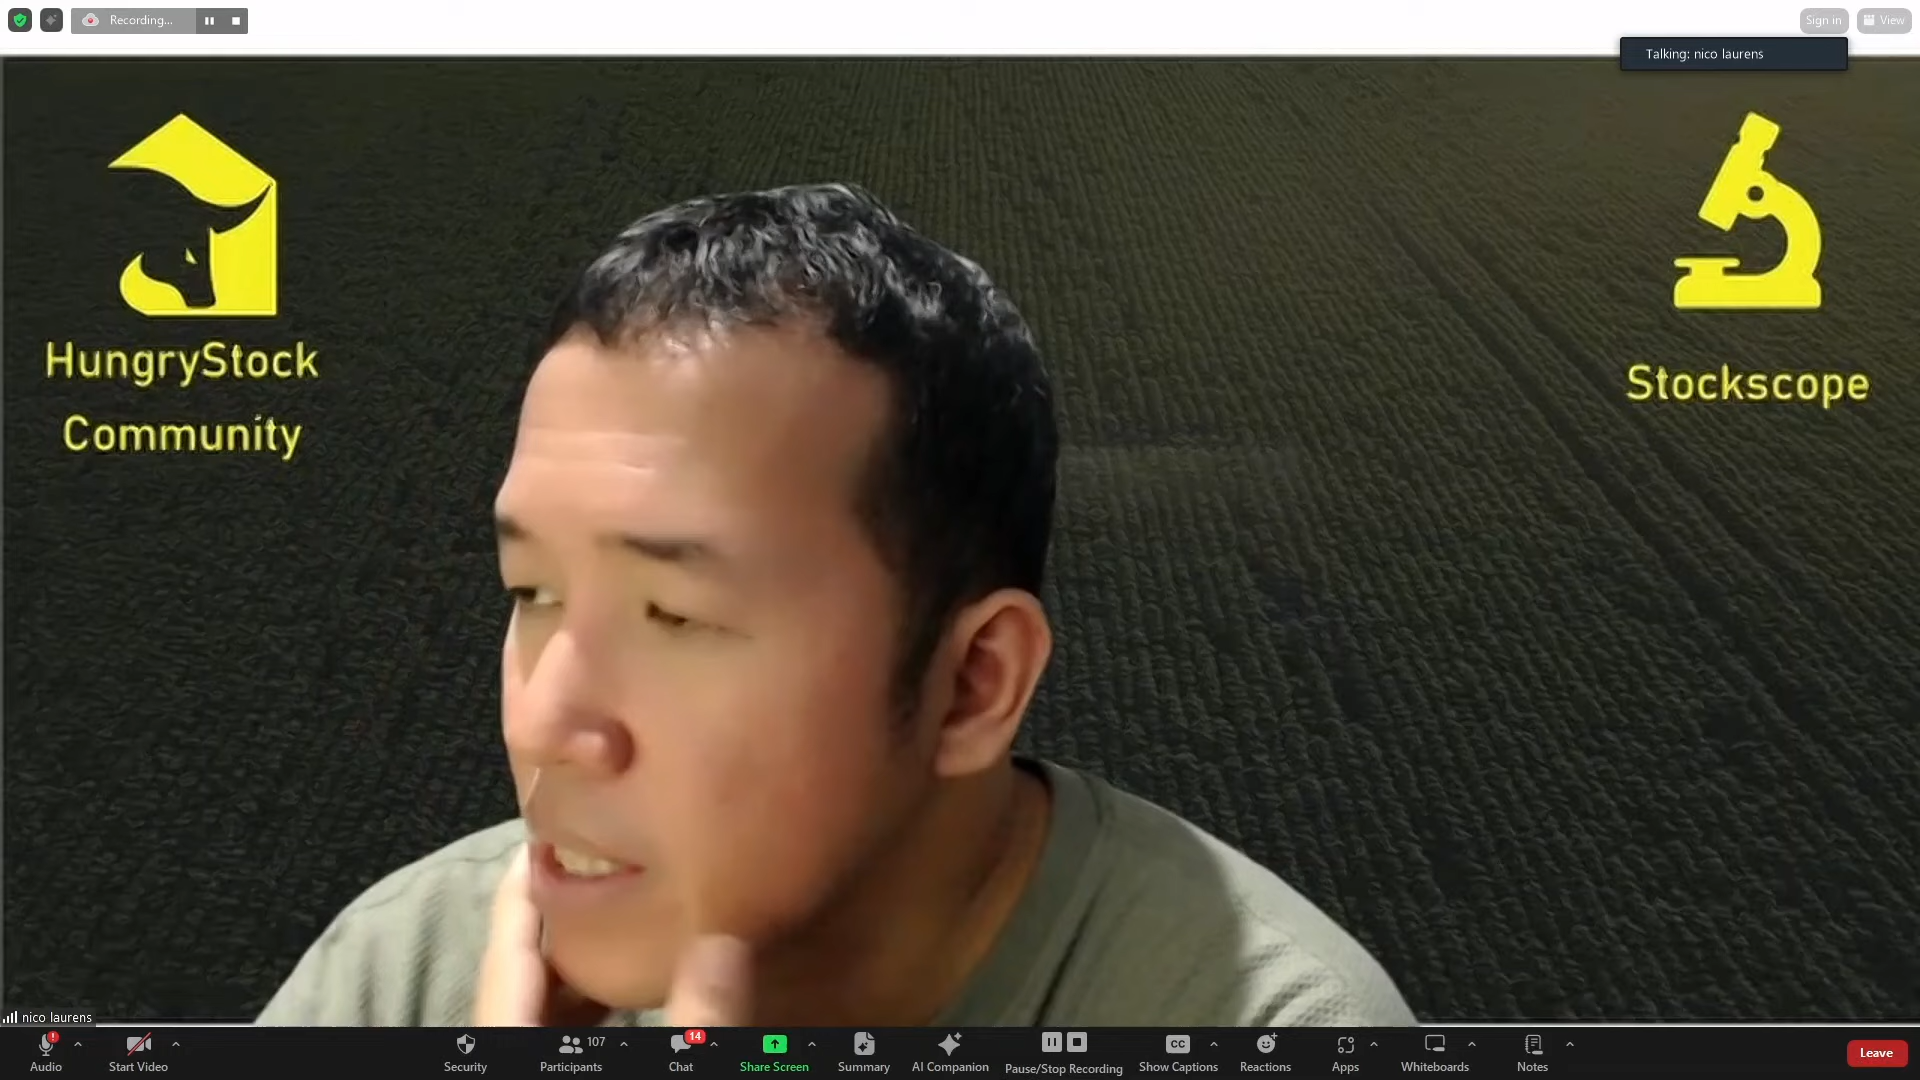 Recording...
Sign in
View
Talking: nico laurens
HungryStock
Community
Stockscope
nico laurens
Audio
Start Video
Security
Participants
107
Chat
14
Share Screen
Summary
AI Companion
Pause/Stop Recording
CC
Show Captions
Reactions
Apps
Whiteboards
Notes
Leave